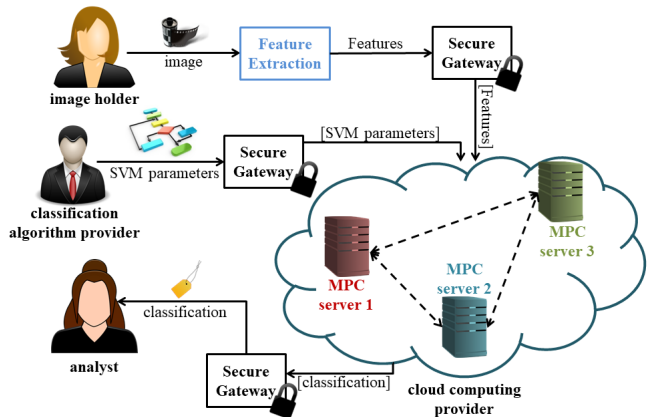 image
Feature
Extraction
Features
Secure
Gateway
image holder
[Features]
[SVM parameters]
SVM parameters
Secure
Gateway
classification
algorithm provider
MPC
server 3
MPC
server 1
MPC
server 2
classification
analyst
Secure
Gateway
[classification]
cloud computing
provider